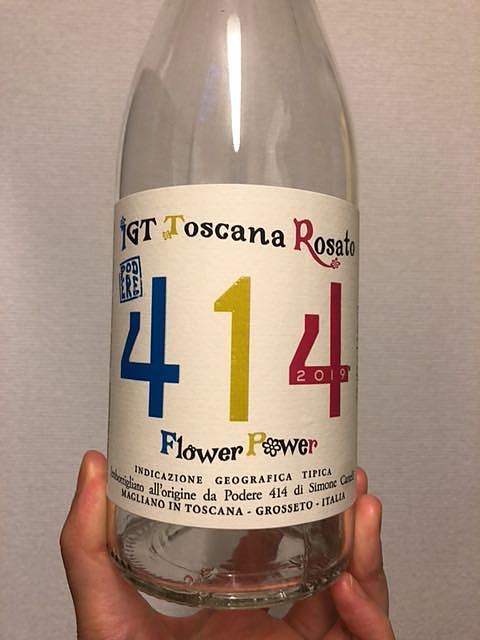 IGT Toscana Rosato
PODERE
414
2019
Flower Power
INDICAZIONE GEOGRAFICA TIPICA
Imbottigliato all'origine da Podere 414 di Simone
MAGLIANO IN TOSCANA - GROSSETO - ITALIA